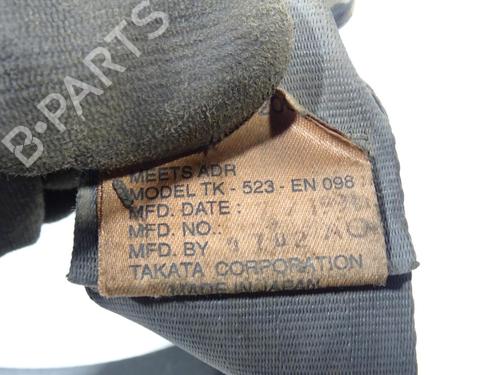 B-PARTS
MEETS ADR
MODEL TK - 523 - EN 098
MFD. DATE :
MFD. NO. :
MFD. BY
TAKATA CORPORATION
MADE IN JAPAN